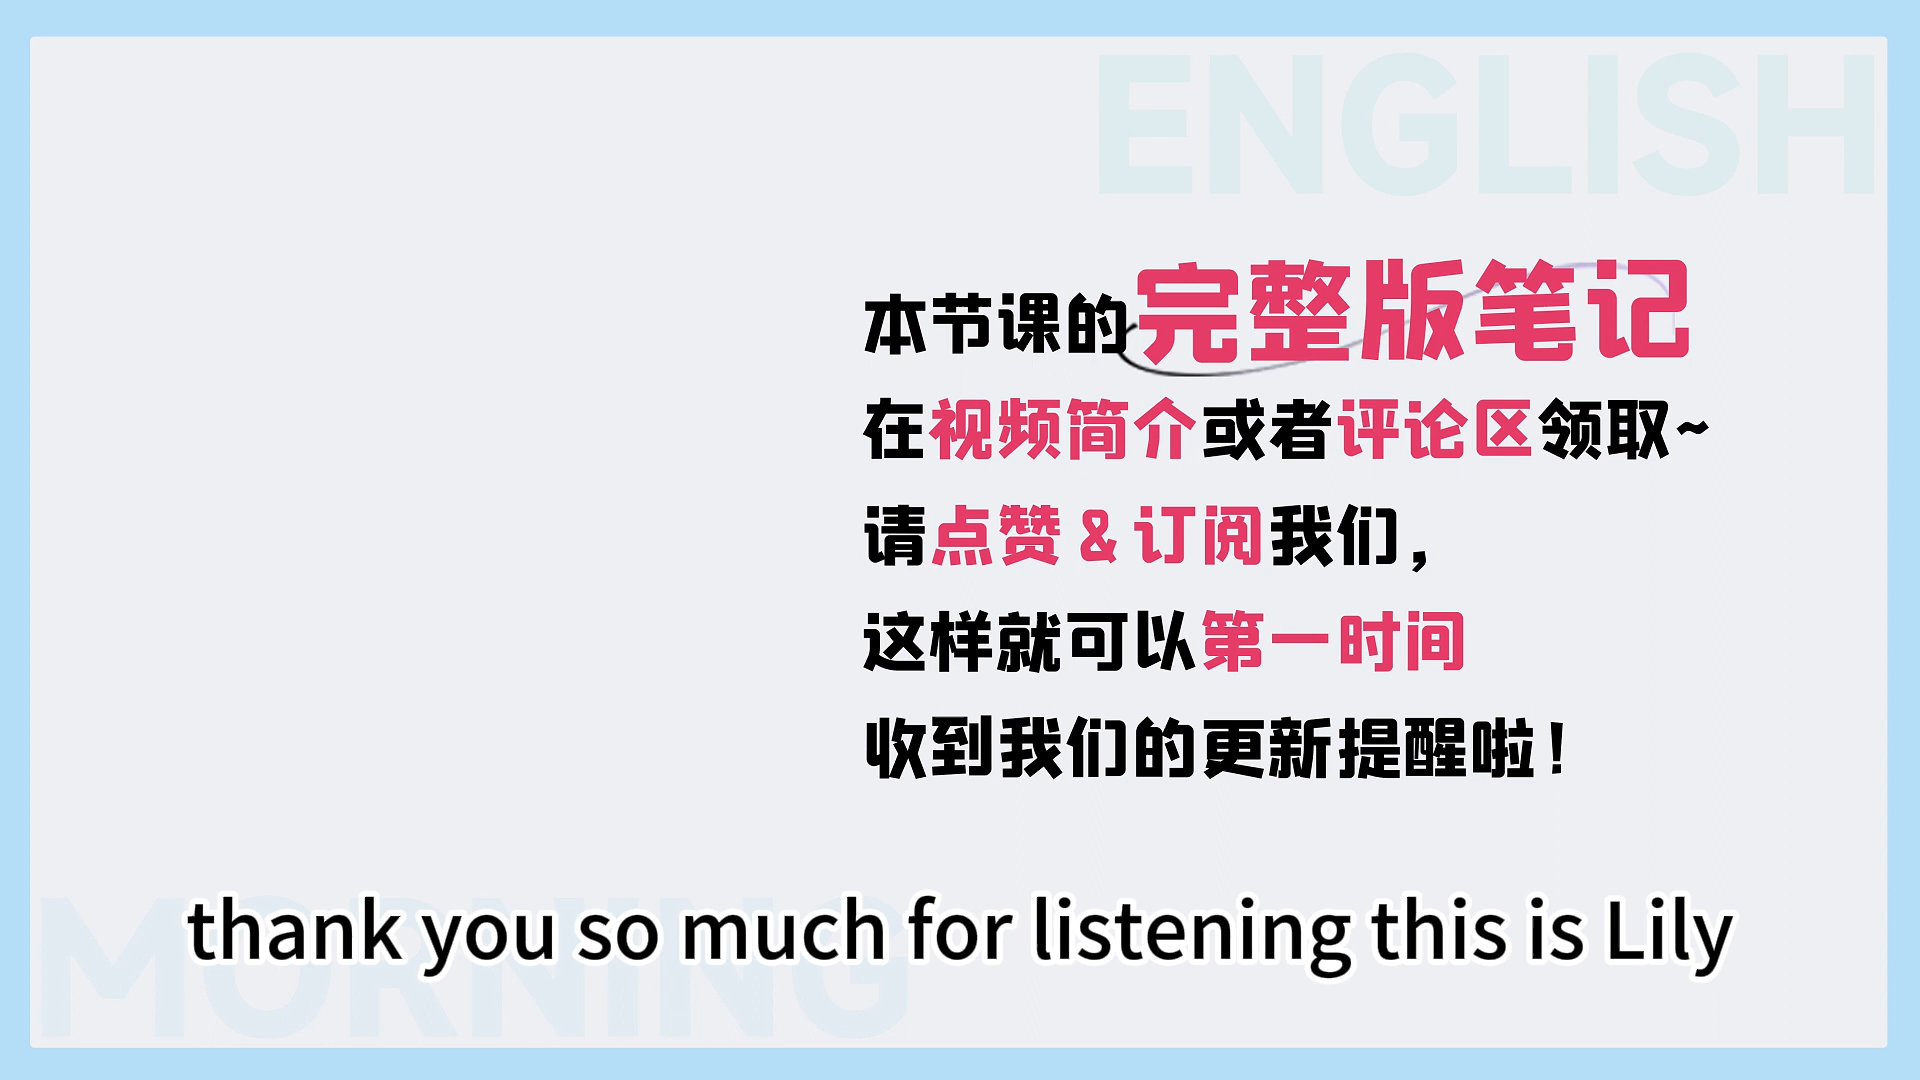 ENGLISH
本节课的完整版笔记
在视频简介或者评论区领取~
请点赞&订阅我们，
这样就可以第一时间
收到我们的更新提醒啦！
thank you so much for listening this is Lily
MORNING